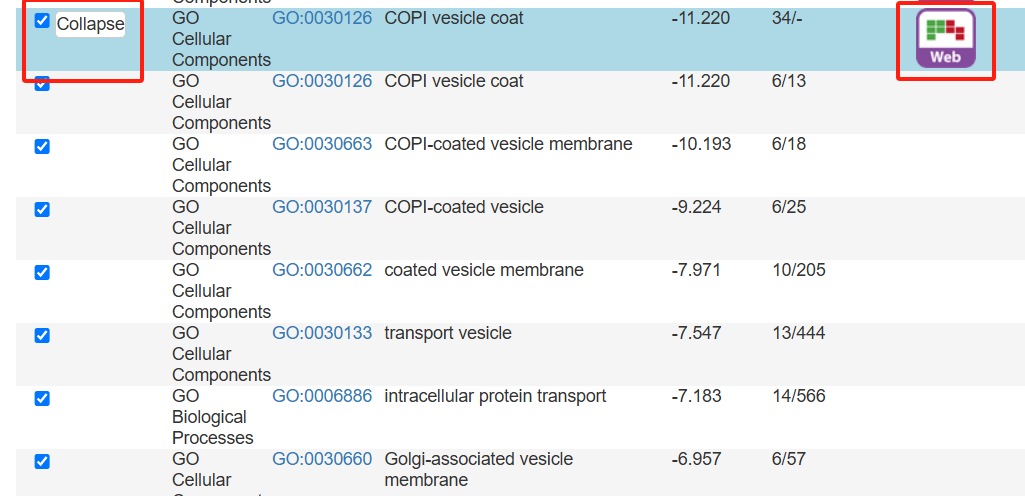 Components
Collapse GO GO:0030126 COPI vesicle coat -11.220 34/-
Cellular
Components Web
GO GO:0030126 COPI vesicle coat -11.220 6/13
Cellular
Components
GO GO:0030663 COPI-coated vesicle membrane -10.193 6/18
Cellular
Components
GO GO:0030137 COPI-coated vesicle -9.224 6/25
Cellular
Components
GO GO:0030662 coated vesicle membrane -7.971 10/205
Cellular
Components
GO GO:0030133 transport vesicle -7.547 13/444
Cellular
Components
GO GO:0006886 intracellular protein transport -7.183 14/566
Biological
Processes
GO GO:0030660 Golgi-associated vesicle -6.957 6/57
Cellular membrane